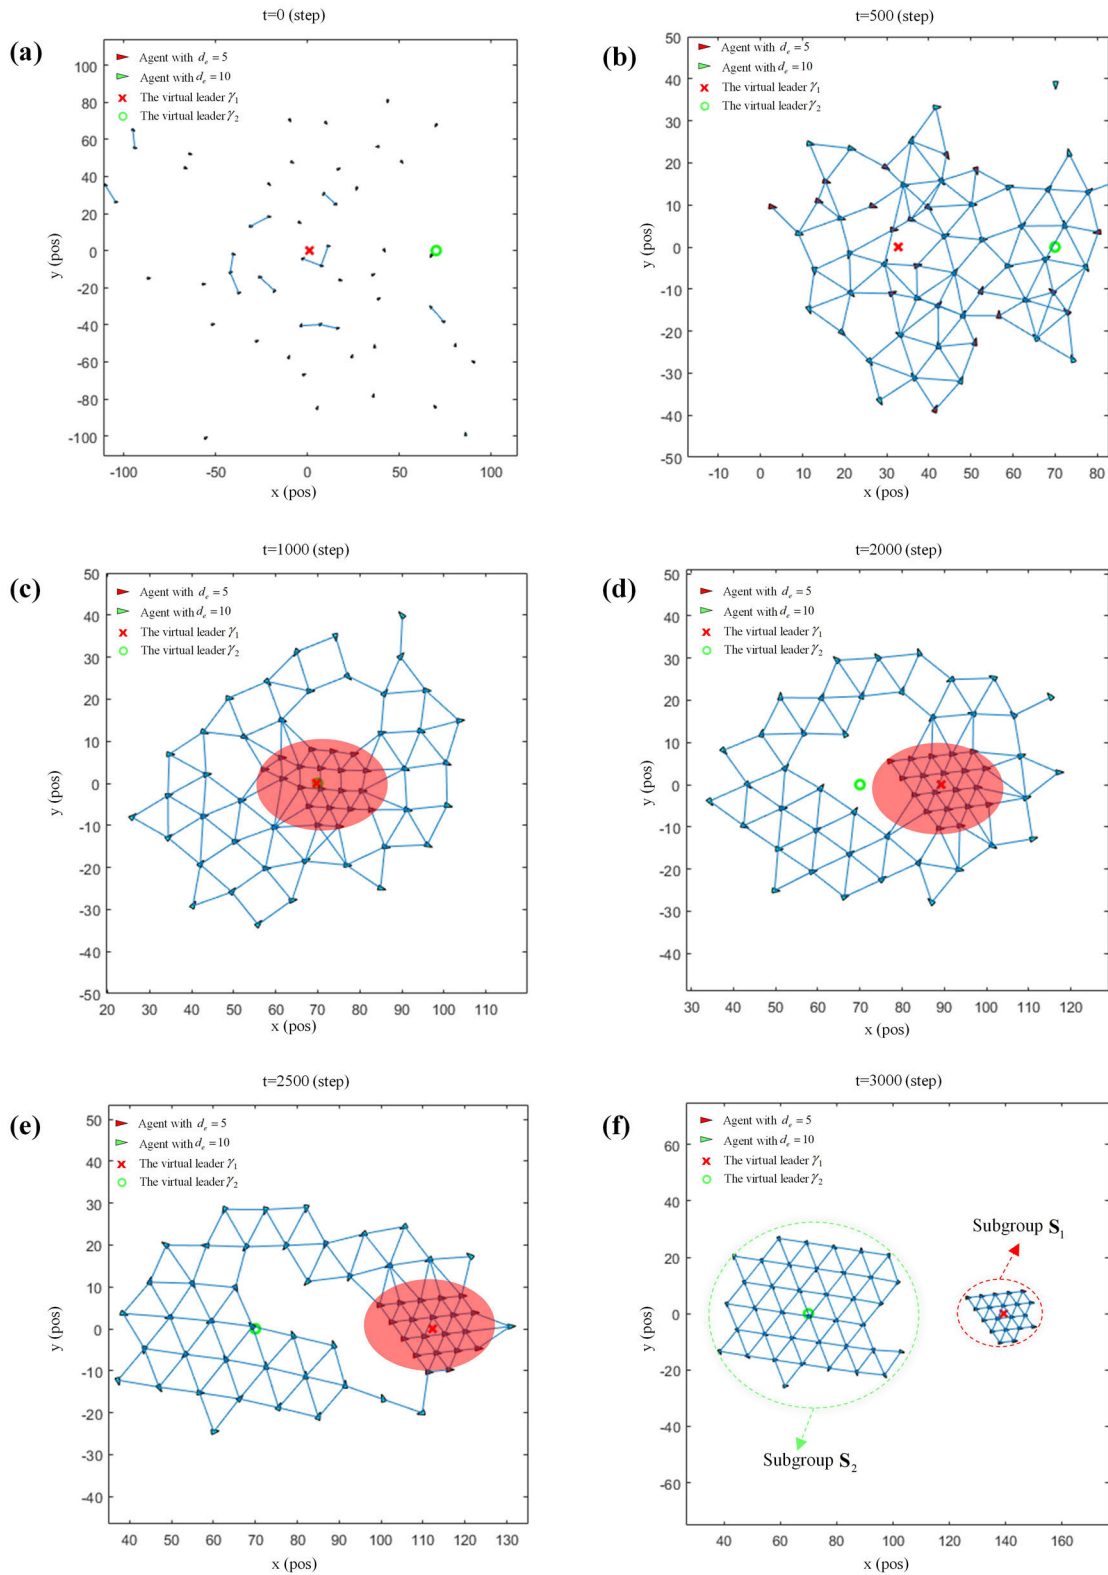 t=0 (step)
(a)
Agent with d_e = 5
Agent with d_e = 10
The virtual leader γ₁
The virtual leader γ₂
100
80
60
40
20
0
-20
-40
-60
-80
-100
y (pos)
-100 -50 0 50 100
x (pos)
t=500 (step)
(b)
Agent with d_e = 5
Agent with d_e = 10
The virtual leader γ₁
The virtual leader γ₂
50
40
30
20
10
0
-10
-20
-30
-40
-50
y (pos)
-10 0 10 20 30 40 50 60 70 80
x (pos)
t=1000 (step)
(c)
Agent with d_e = 5
Agent with d_e = 10
The virtual leader γ₁
The virtual leader γ₂
50
40
30
20
10
0
-10
-20
-30
-40
-50
y (pos)
20 30 40 50 60 70 80 90 100 110
x (pos)
t=2000 (step)
(d)
Agent with d_e = 5
Agent with d_e = 10
The virtual leader γ₁
The virtual leader γ₂
50
40
30
20
10
0
-10
-20
-30
-40
y (pos)
30 40 50 60 70 80 90 100 110 120
x (pos)
t=2500 (step)
(e)
Agent with d_e = 5
Agent with d_e = 10
The virtual leader γ₁
The virtual leader γ₂
50
40
30
20
10
0
-10
-20
-30
-40
y (pos)
40 50 60 70 80 90 100 110 120 130
x (pos)
t=3000 (step)
(f)
Agent with d_e = 5
Agent with d_e = 10
The virtual leader γ₁
The virtual leader γ₂
Subgroup S₁
Subgroup S₂
60
40
20
0
-20
-40
-60
y (pos)
40 60 80 100 120 140 160
x (pos)